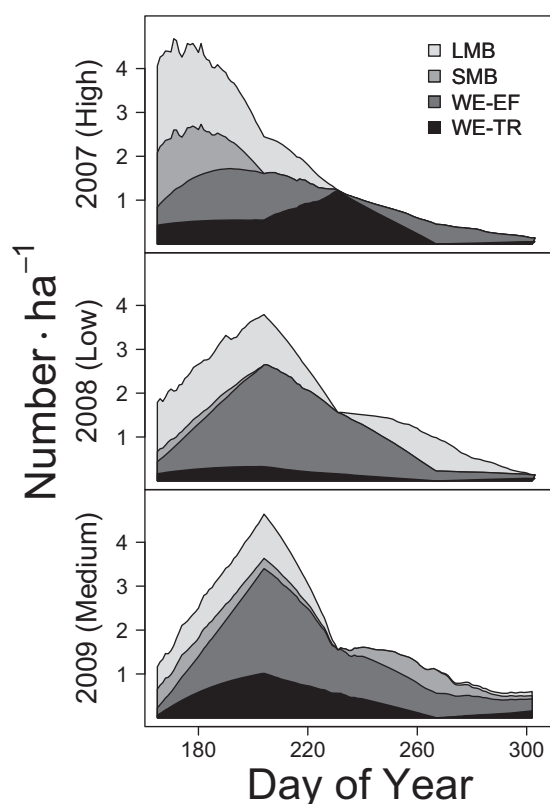 LMB
SMB
WE-EF
WE-TR
2007 (High)
4
3
2
1
2008 (Low)
4
3
2
1
2009 (Medium)
4
3
2
1
Number · ha⁻¹
180 220 260 300
Day of Year